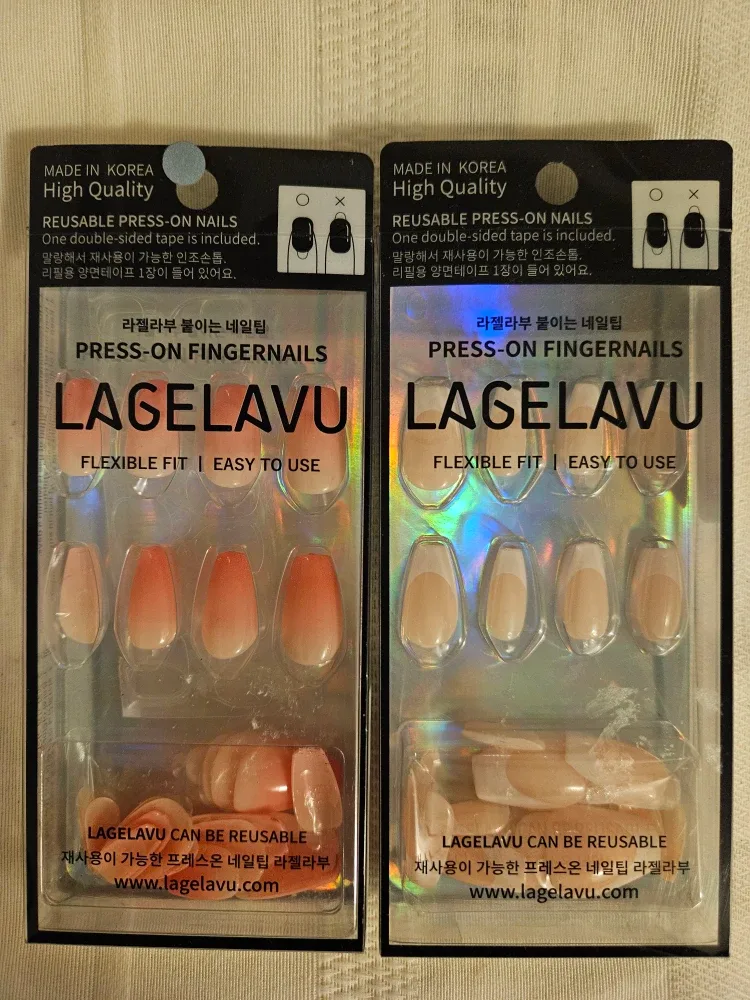 MADE IN KOREA
High Quality
REUSABLE PRESS-ON NAILS
One double-sided tape is included.
말랑해서 재사용이 가능한 인조손톱.
리필용 양면테이프 1장이 들어 있어요.
라젤라부 붙이는 네일팁
PRESS-ON FINGERNAILS
LAGELAVU
FLEXIBLE FIT | EASY TO USE
LAGELAVU CAN BE REUSABLE
재사용이 가능한 프레스온 네일팁 라젤라부
www.lagelavu.com
MADE IN KOREA
High Quality
REUSABLE PRESS-ON NAILS
One double-sided tape is included.
말랑해서 재사용이 가능한 인조손톱.
리필용 양면테이프 1장이 들어 있어요.
라젤라부 붙이는 네일팁
PRESS-ON FINGERNAILS
LAGELAVU
FLEXIBLE FIT | EASY TO USE
LAGELAVU CAN BE REUSABLE
재사용이 가능한 프레스온 네일팁 라젤라부
www.lagelavu.com